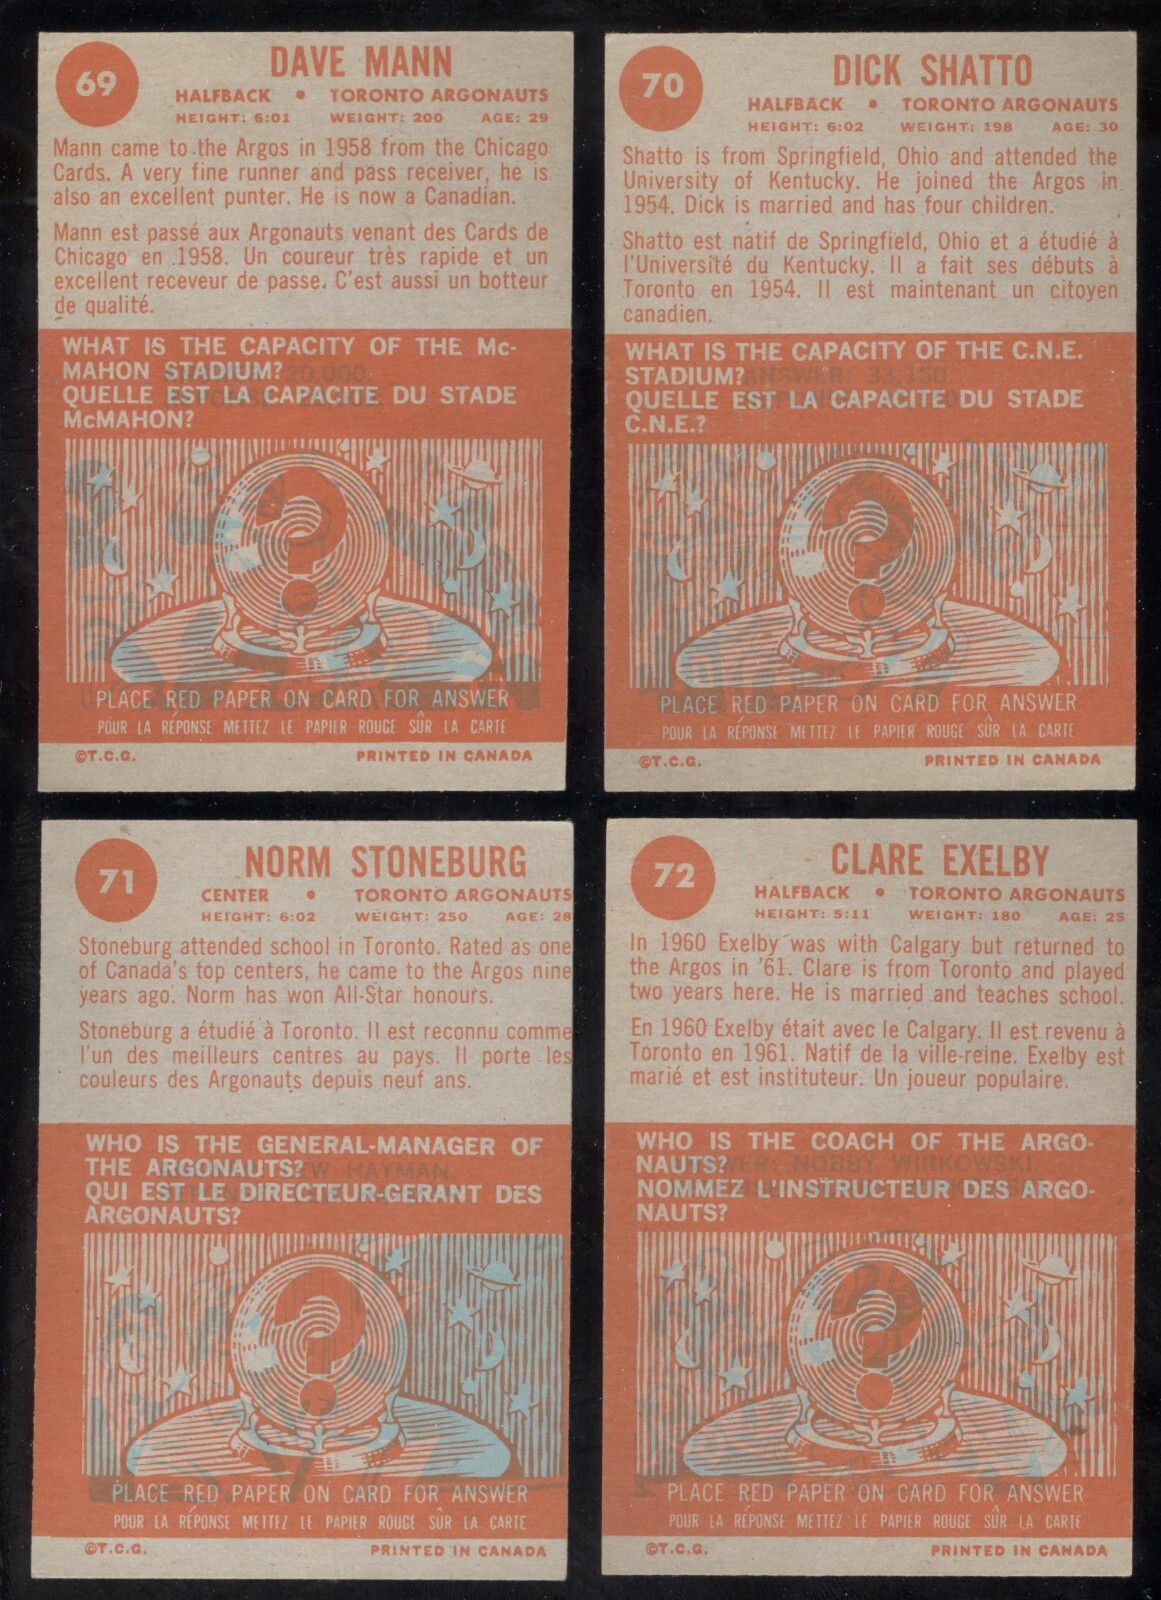 69
DAVE MANN
HALFBACK • TORONTO ARGONAUTS
HEIGHT: 6:01 WEIGHT: 200 AGE: 29
Mann came to the Argos in 1958 from the Chicago
Cards. A very fine runner and pass receiver, he is
also an excellent punter. He is now a Canadian.
Mann est passé aux Argonauts venant des Cards de
Chicago en 1958. Un coureur très rapide et un
excellent receveur de passe. C'est aussi un botteur
de qualité.
WHAT IS THE CAPACITY OF THE Mc-
MAHON STADIUM?
20,000.
QUELLE EST LA CAPACITE DU STADE
McMAHON?
PLACE RED PAPER ON CARD FOR ANSWER
POUR LA RÉPONSE METTEZ LE PAPIER ROUGE SÛR LA CARTE
©T.C.G. PRINTED IN CANADA
70
DICK SHATTO
HALFBACK • TORONTO ARGONAUTS
HEIGHT: 6:02 WEIGHT: 198 AGE: 30
Shatto is from Springfield, Ohio and attended the
University of Kentucky. He joined the Argos in
1954. Dick is married and has four children.
Shatto est natif de Springfield, Ohio et a étudié à
l'Université du Kentucky. Il a fait ses débuts à
Toronto en 1954. Il est maintenant un citoyen
canadien.
WHAT IS THE CAPACITY OF THE C.N.E.
STADIUM?
ANSWER: 33,150
QUELLE EST LA CAPACITE DU STADE
C.N.E.?
PLACE RED PAPER ON CARD FOR ANSWER
POUR LA RÉPONSE METTEZ LE PAPIER ROUGE SÛR LA CARTE
©T.C.G. PRINTED IN CANADA
71
NORM STONEBURG
CENTER • TORONTO ARGONAUTS
HEIGHT: 6:02 WEIGHT: 250 AGE: 28
Stoneburg attended school in Toronto. Rated as one
of Canada's top centers, he came to the Argos nine
years ago. Norm has won All-Star honours.
Stoneburg a étudié à Toronto. Il est reconnu comme
l'un des meilleurs centres au pays. Il porte les
couleurs des Argonauts depuis neuf ans.
WHO IS THE GENERAL-MANAGER OF
THE ARGONAUTS?
HAYMAN.
QUI EST LE DIRECTEUR-GERANT DES
ARGONAUTS?
PLACE RED PAPER ON CARD FOR ANSWER
POUR LA RÉPONSE METTEZ LE PAPIER ROUGE SÛR LA CARTE
©T.C.G. PRINTED IN CANADA
72
CLARE EXELBY
HALFBACK • TORONTO ARGONAUTS
HEIGHT: 5:11 WEIGHT: 180 AGE: 25
In 1960 Exelby was with Calgary but returned to
the Argos in '61. Clare is from Toronto and played
two years here. He is married and teaches school.
En 1960 Exelby était avec le Calgary. Il est revenu à
Toronto en 1961. Natif de la ville-reine. Exelby est
marié et est instituteur. Un joueur populaire.
WHO IS THE COACH OF THE ARGO-
NAUTS?
NOBBY WIRKOWSKI.
NOMMEZ L'INSTRUCTEUR DES ARGO-
NAUTS?
PLACE RED PAPER ON CARD FOR ANSWER
POUR LA RÉPONSE METTEZ LE PAPIER ROUGE SÛR LA CARTE
©T.C.G. PRINTED IN CANADA